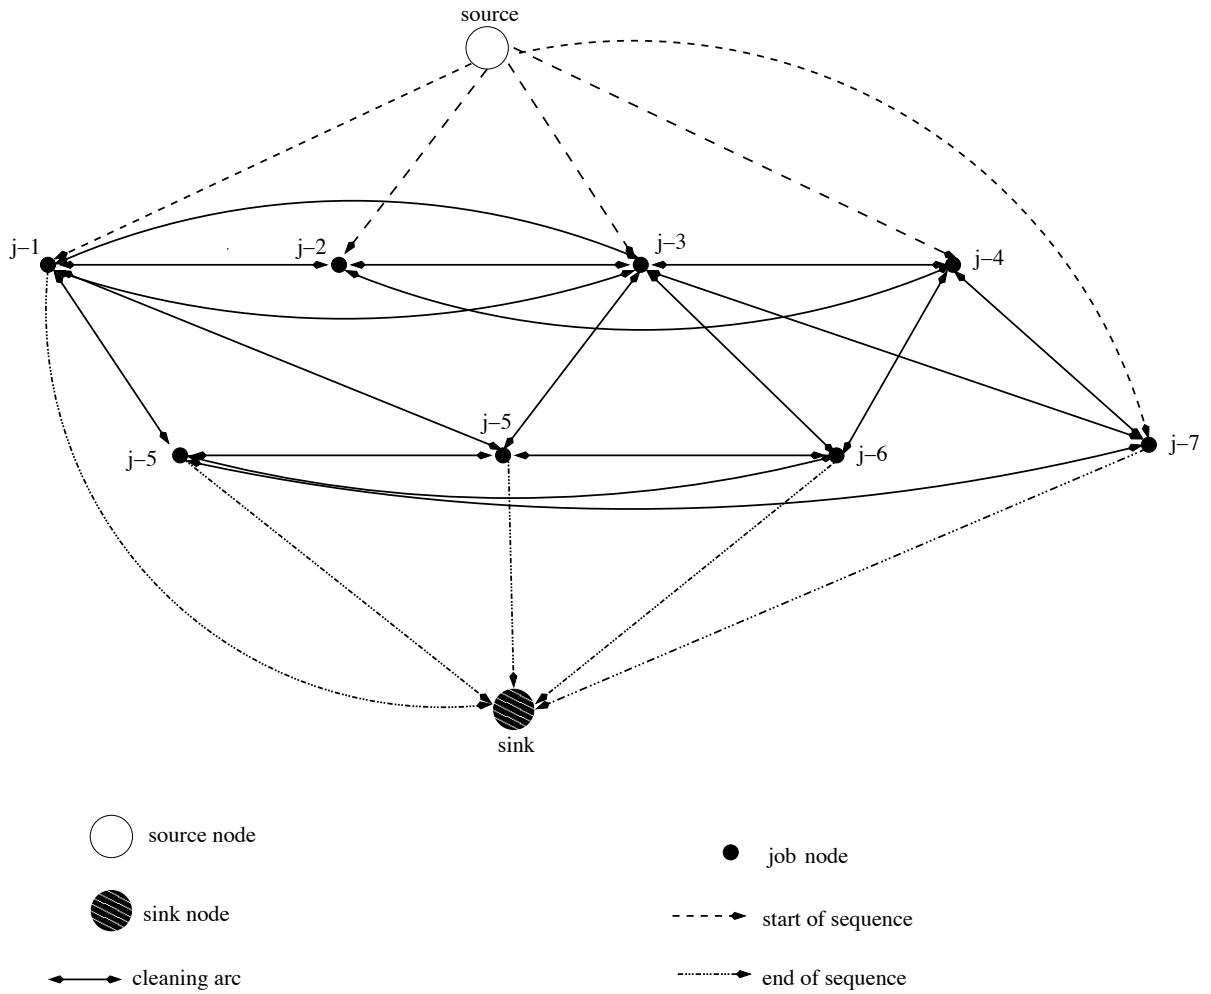 source
j–1
j–2
j–3
j–4
j–5
j–5
j–6
j–7
sink
source node
job node
sink node
start of sequence
cleaning arc
end of sequence